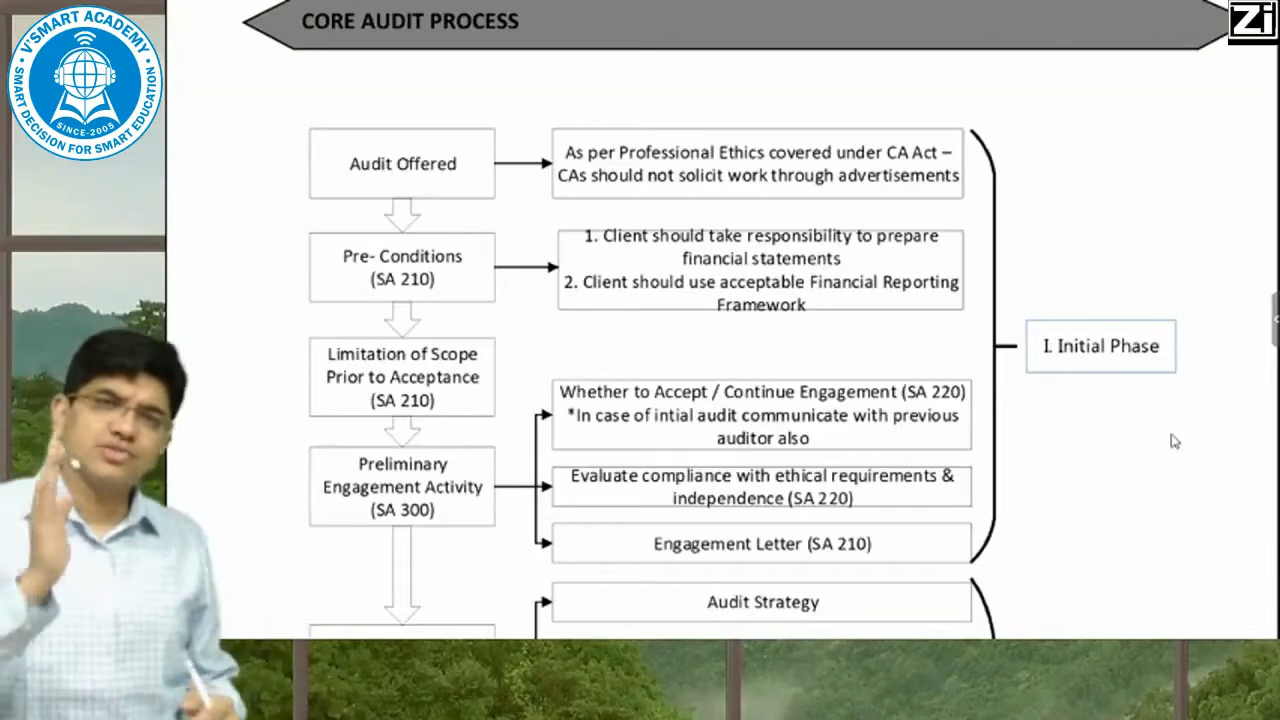 CORE AUDIT PROCESS
V'SMART ACADEMY
SMART DECISION FOR SMART EDUCATION
SINCE-2005
Zi
Audit Offered
As per Professional Ethics covered under CA Act –
CAs should not solicit work through advertisements
Pre- Conditions
(SA 210)
1. Client should take responsibility to prepare
financial statements
2. Client should use acceptable Financial Reporting
Framework
Limitation of Scope
Prior to Acceptance
(SA 210)
I. Initial Phase
Preliminary
Engagement Activity
(SA 300)
Whether to Accept / Continue Engagement (SA 220)
*In case of intial audit communicate with previous
auditor also
Evaluate compliance with ethical requirements &
independence (SA 220)
Engagement Letter (SA 210)
Audit Strategy